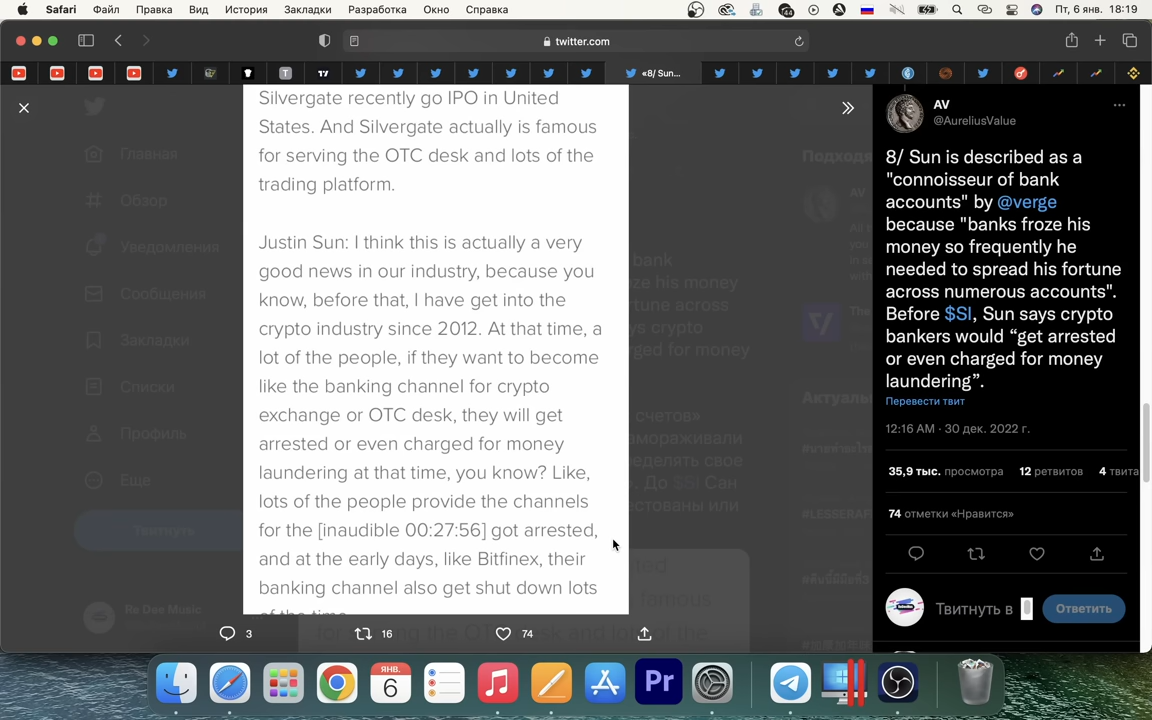 Safari Файл Правка Вид История Закладки Разработка Окно Справка
44
Пт, 6 янв. 18:19
twitter.com
«8/ Sun...
Silvergate recently go IPO in United
States. And Silvergate actually is famous
for serving the OTC desk and lots of the
trading platform.
Justin Sun: I think this is actually a very
good news in our industry, because you
know, before that, I have get into the
crypto industry since 2012. At that time, a
lot of the people, if they want to become
like the banking channel for crypto
exchange or OTC desk, they will get
arrested or even charged for money
laundering at that time, you know? Like,
lots of the people provide the channels
for the [inaudible 00:27:56] got arrested,
and at the early days, like Bitfinex, their
banking channel also get shut down lots
of the time
3
16
74
Главная
Обзор
Уведомления
Сообщения
Закладки
Списки
Профиль
Еще
Твитнуть
Re Dee Music
AV
@AureliusValue
8/ Sun is described as a
"connoisseur of bank
accounts" by @verge
because "banks froze his
money so frequently he
needed to spread his fortune
across numerous accounts".
Before $SI, Sun says crypto
bankers would “get arrested
or even charged for money
laundering”.
Перевести твит
12:16 AM · 30 дек. 2022 г.
35,9 тыс. просмотра 12 ретвитов 4 твита
74 отметки «Нравится»
Твитнуть в
Ответить
ЯНВ.
6
Pr